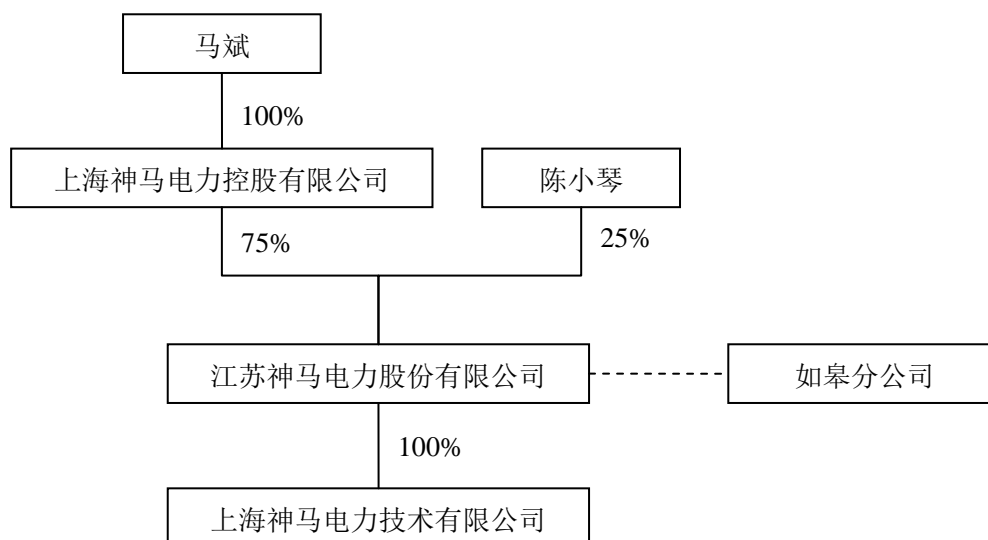 马斌
100%
上海神马电力控股有限公司
陈小琴
75%
25%
江苏神马电力股份有限公司
如皋分公司
100%
上海神马电力技术有限公司